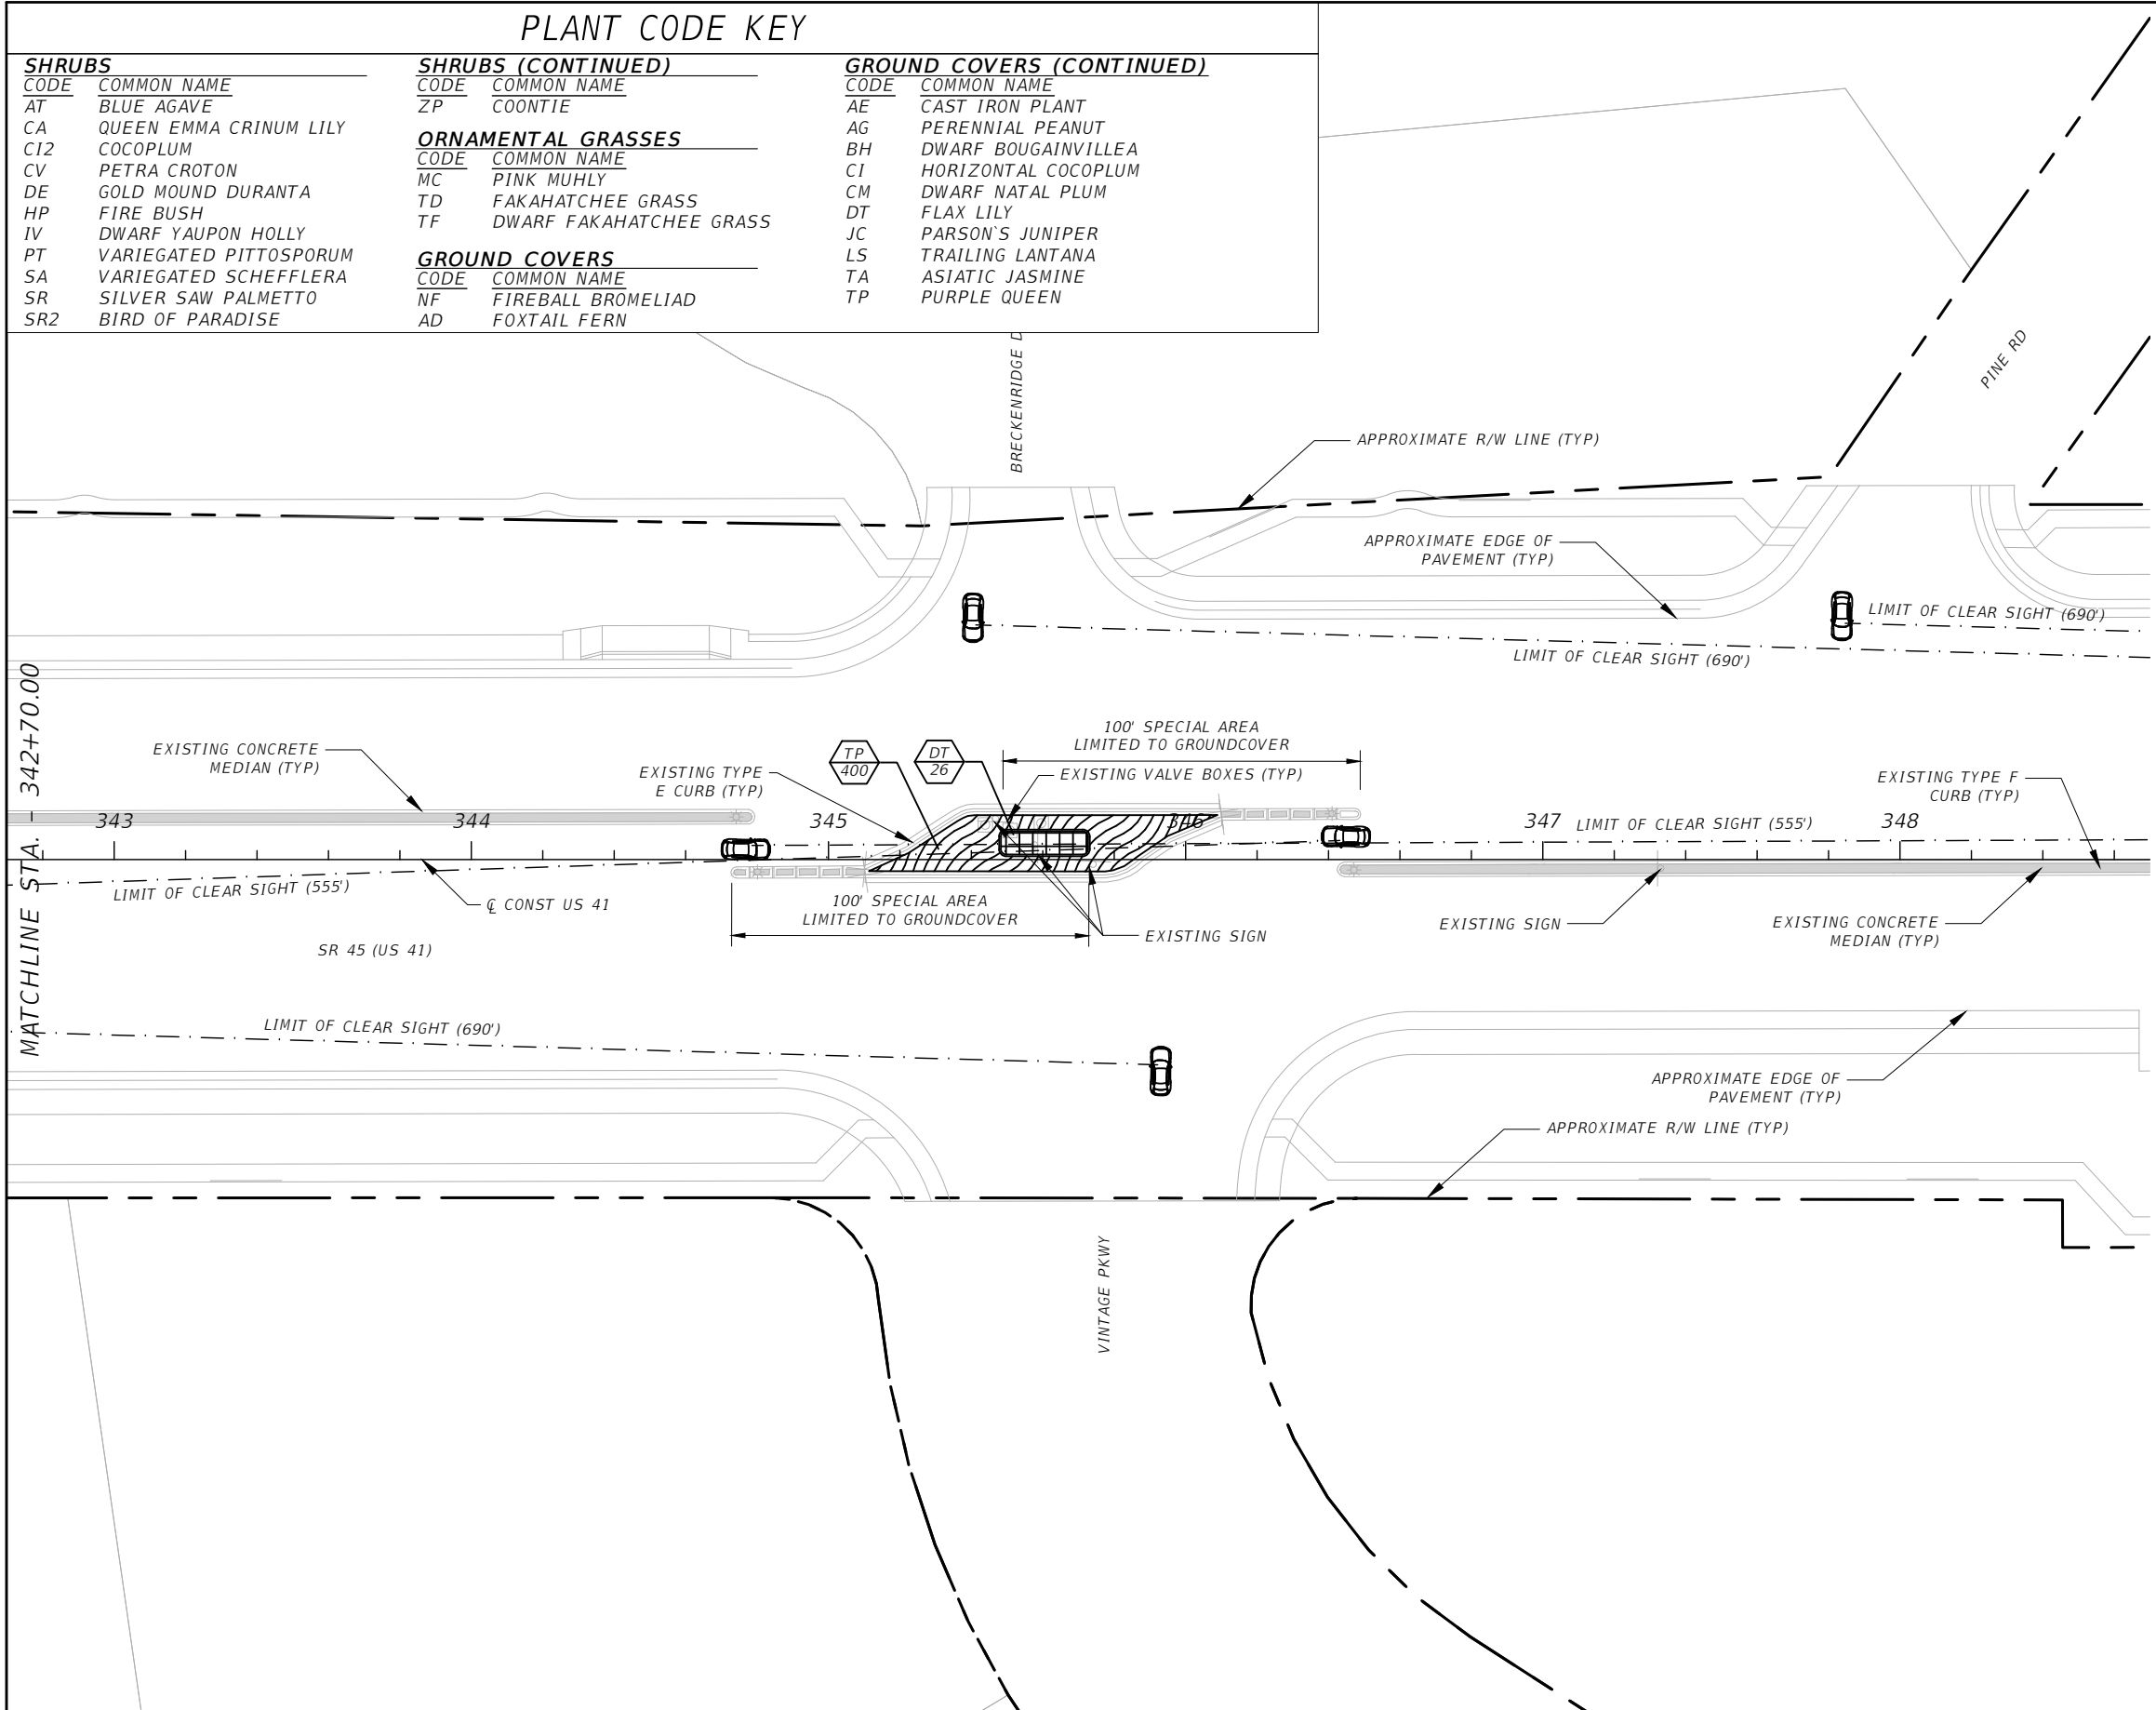 PLANT CODE KEY
SHRUBS
CODE COMMON NAME
AT BLUE AGAVE
CA QUEEN EMMA CRINUM LILY
CI2 COCOPLUM
CV PETRA CROTON
DE GOLD MOUND DURANTA
HP FIRE BUSH
IV DWARF YAUPON HOLLY
PT VARIEGATED PITTOSPORUM
SA VARIEGATED SCHEFFLERA
SR SILVER SAW PALMETTO
SR2 BIRD OF PARADISE
SHRUBS (CONTINUED)
CODE COMMON NAME
ZP COONTIE
ORNAMENTAL GRASSES
CODE COMMON NAME
MC PINK MUHLY
TD FAKAHATCHEE GRASS
TF DWARF FAKAHATCHEE GRASS
GROUND COVERS
CODE COMMON NAME
NF FIREBALL BROMELIAD
AD FOXTAIL FERN
GROUND COVERS (CONTINUED)
CODE COMMON NAME
AE CAST IRON PLANT
AG PERENNIAL PEANUT
BH DWARF BOUGAINVILLEA
CI HORIZONTAL COCOPLUM
CM DWARF NATAL PLUM
DT FLAX LILY
JC PARSON`S JUNIPER
LS TRAILING LANTANA
TA ASIATIC JASMINE
TP PURPLE QUEEN
BRECKENRIDGE D
PINE RD
APPROXIMATE R/W LINE (TYP)
APPROXIMATE EDGE OF
PAVEMENT (TYP)
LIMIT OF CLEAR SIGHT (690')
LIMIT OF CLEAR SIGHT (690')
MATCHLINE STA. 342+70.00
EXISTING CONCRETE
MEDIAN (TYP)
EXISTING TYPE
E CURB (TYP)
TP
400
DT
26
100' SPECIAL AREA
LIMITED TO GROUNDCOVER
EXISTING VALVE BOXES (TYP)
EXISTING TYPE F
CURB (TYP)
343
344
345
346
347
LIMIT OF CLEAR SIGHT (555')
348
LIMIT OF CLEAR SIGHT (555')
℄ CONST US 41
100' SPECIAL AREA
LIMITED TO GROUNDCOVER
EXISTING SIGN
EXISTING SIGN
EXISTING CONCRETE
MEDIAN (TYP)
SR 45 (US 41)
LIMIT OF CLEAR SIGHT (690')
APPROXIMATE EDGE OF
PAVEMENT (TYP)
APPROXIMATE R/W LINE (TYP)
VINTAGE PKWY